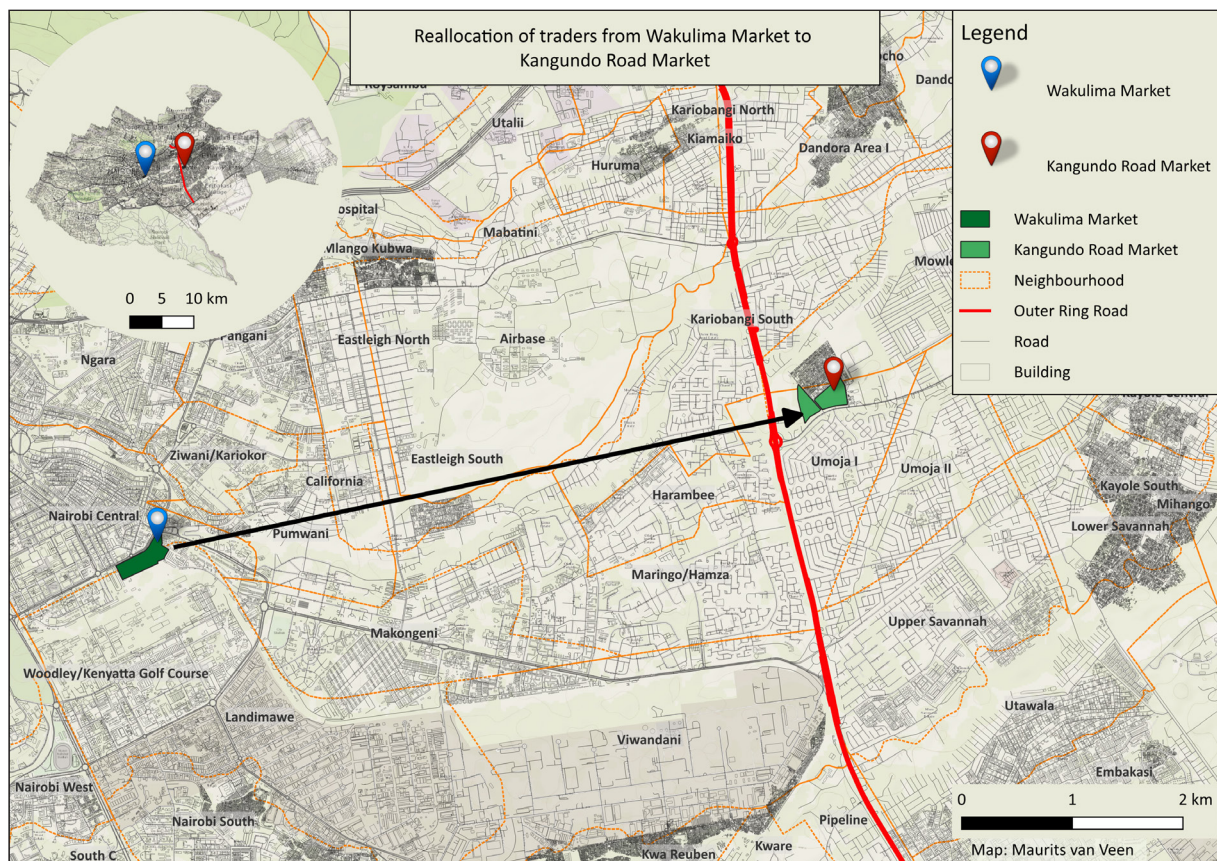 Reallocation of traders from Wakulima Market to
Kangundo Road Market
Legend
Wakulima Market
Kangundo Road Market
Wakulima Market
Kangundo Road Market
Neighbourhood
Outer Ring Road
Road
Building
0 5 10 km
Utalii
Kariobangi North
Kiamaiko
Huruma
Dandora Area I
Mabatini
Mlango Kubwa
Kariobangi South
Eastleigh North
Airbase
Ngara
Ziwani/Kariokor
California
Eastleigh South
Umoja I
Umoja II
Harambee
Kayole South
Mihango
Lower Savannah
Nairobi Central
Pumwani
Maringo/Hamza
Makongeni
Upper Savannah
Woodley/Kenyatta Golf Course
Landimawe
Viwandani
Utawala
Embakasi
Nairobi West
Nairobi South
South C
Kwa Reuben
Kware
Pipeline
0 1 2 km
Map: Maurits van Veen